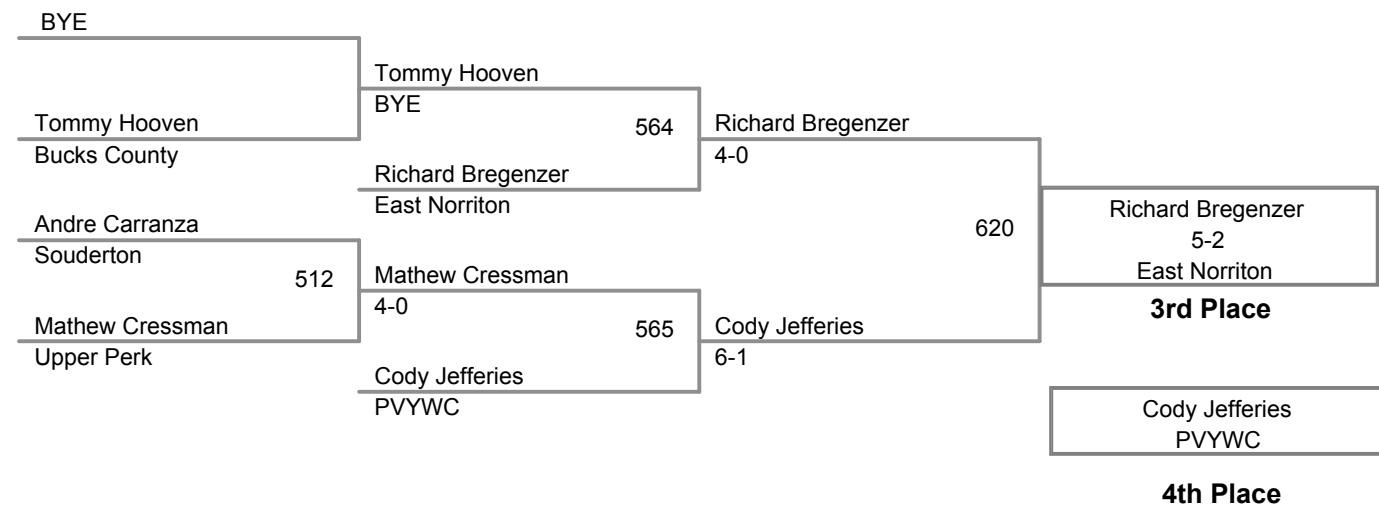 BYE
Tommy Hooven
BYE
Tommy Hooven
Bucks County
564
Richard Bregenzer
4-0
Richard Bregenzer
East Norriton
Andre Carranza
Souderton
512
Mathew Cressman
4-0
Mathew Cressman
Upper Perk
565
Cody Jefferies
6-1
Cody Jefferies
PVYWC
620
Richard Bregenzer
5-2
East Norriton
3rd Place
Cody Jefferies
PVYWC
4th Place